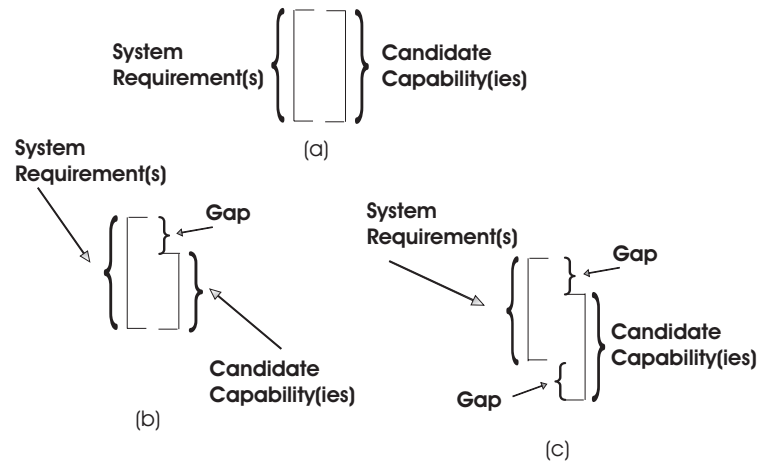 System
Requirement(s)
Candidate
Capability(ies)
(a)
System
Requirement(s)
Gap
Candidate
Capability(ies)
(b)
System
Requirement(s)
Gap
Candidate
Capability(ies)
Gap
(c)